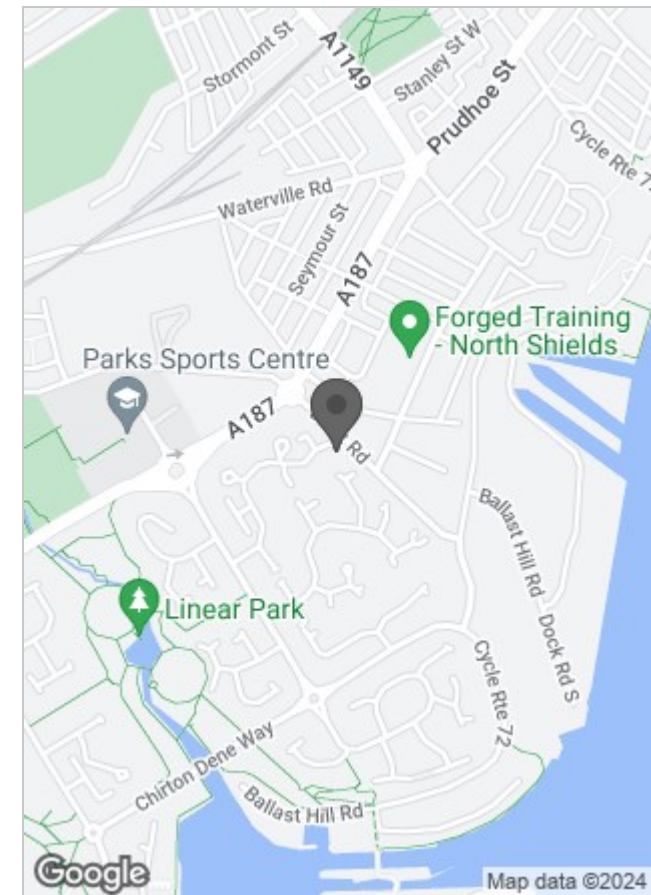 Stormont St
A1149
Stanley St W
Prudhoe St
Cycle Rte 72
Waterville Rd
Seymour St
A187
Forged Training
- North Shields
Parks Sports Centre
A187
Rd
Ballast Hill Rd
Dock Rd S
Linear Park
Cycle Rte 72
Chirton Dene Way
Ballast Hill Rd
Google
Map data ©2024